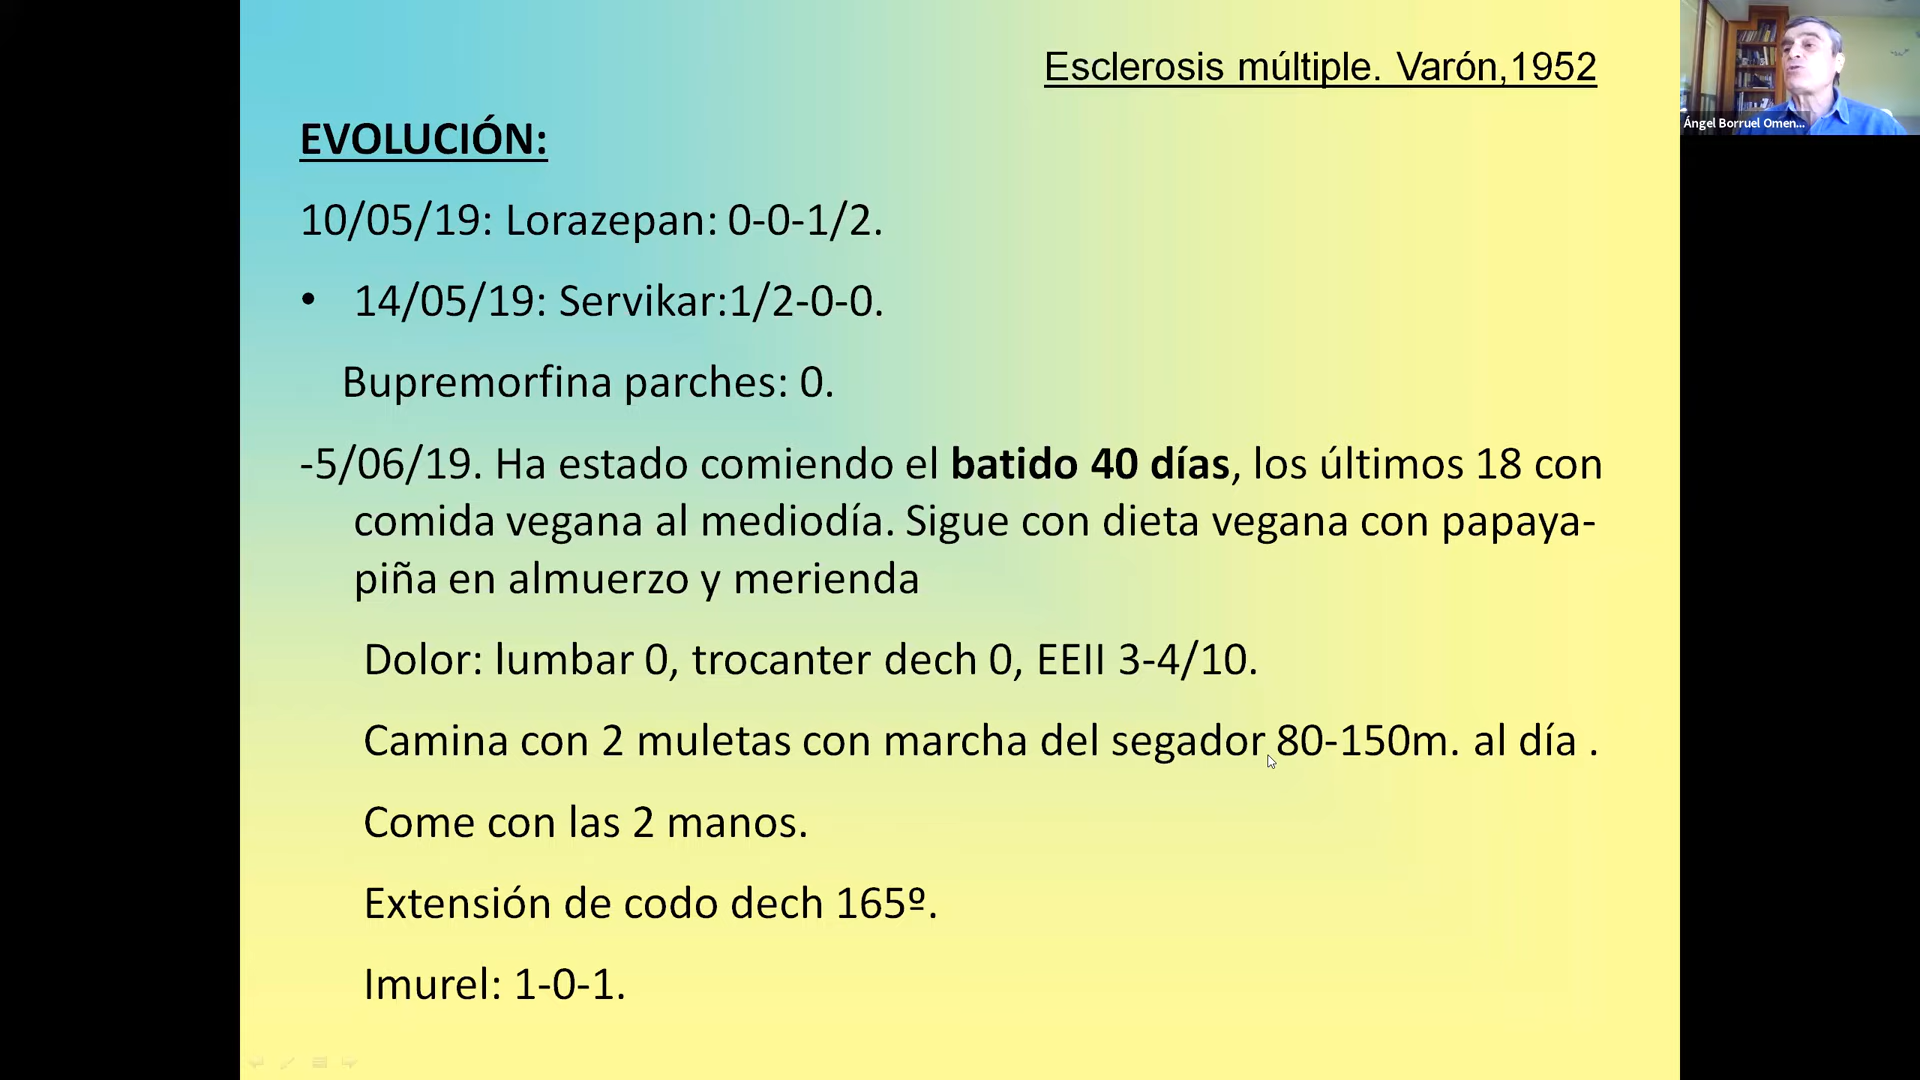 Esclerosis múltiple. Varón,1952
Ángel Borruel Omen...
EVOLUCIÓN:
10/05/19: Lorazepan: 0-0-1/2.
• 14/05/19: Servikar:1/2-0-0.
Bupremorfina parches: 0.
-5/06/19. Ha estado comiendo el batido 40 días, los últimos 18 con
comida vegana al mediodía. Sigue con dieta vegana con papaya-
piña en almuerzo y merienda
Dolor: lumbar 0, trocanter dech 0, EEII 3-4/10.
Camina con 2 muletas con marcha del segador 80-150m. al día .
Come con las 2 manos.
Extensión de codo dech 165º.
Imurel: 1-0-1.